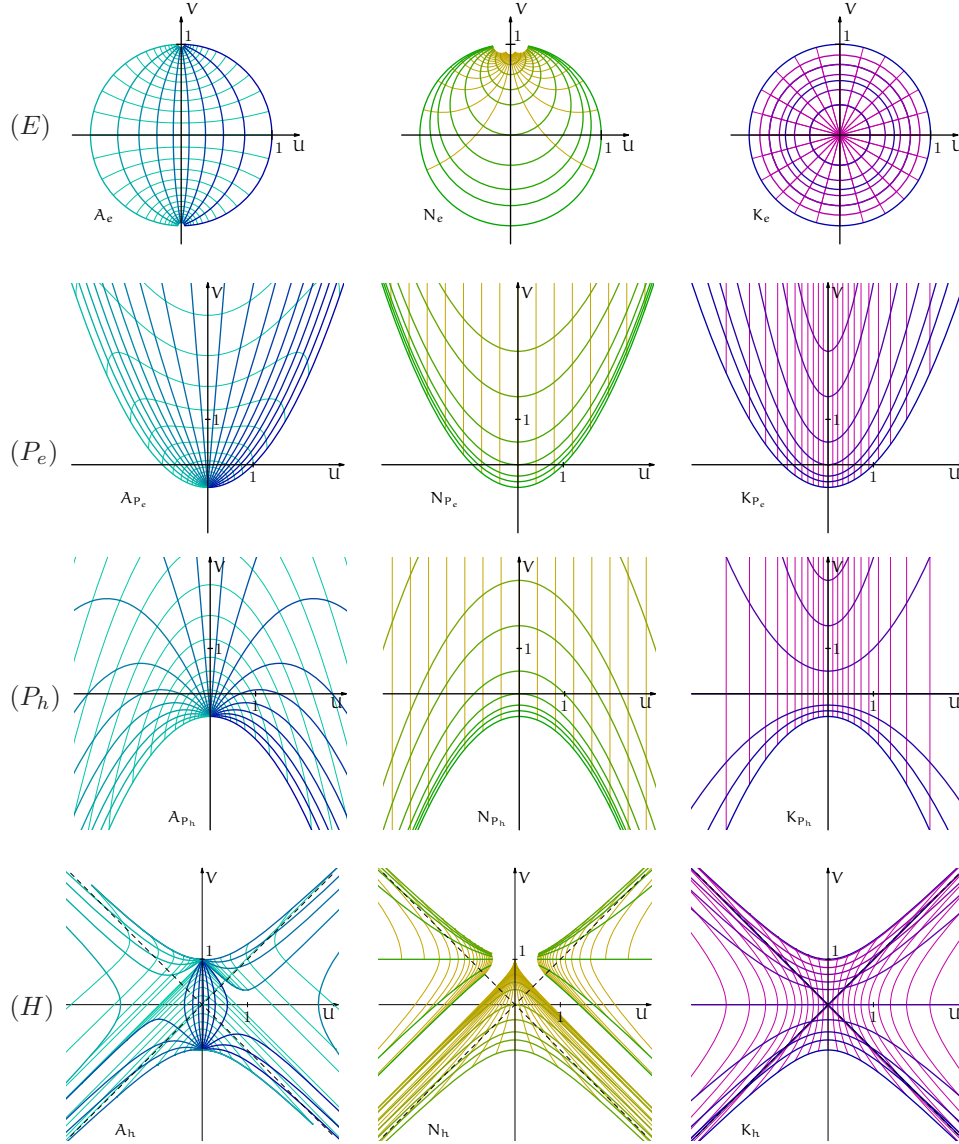 V V V
1 1 1
(E) U U U
1 1 1
A_e N_e K_e
V V V
1 1 1
(P_e) U U U
1 1 1
A_{P_e} N_{P_e} K_{P_e}
V V V
1 1 1
(P_h) U U U
1 1 1
A_{P_h} N_{P_h} K_{P_h}
V V V
1 1 1
(H) U U U
1 1 1
A_h N_h K_h